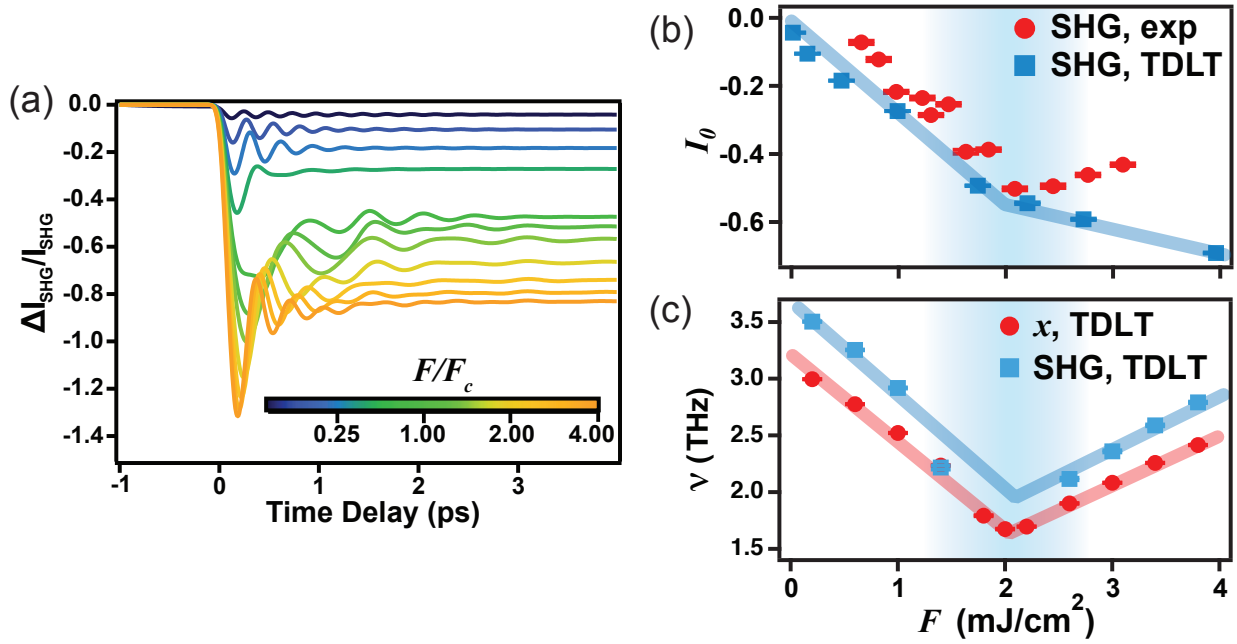 (a)
0.0
-0.2
-0.4
-0.6
-0.8
-1.0
-1.2
-1.4
ΔI_SHG/I_SHG
F/F_c
0.25 1.00 2.00 4.00
-1 0 1 2 3
Time Delay (ps)
(b)
0.0
-0.2
-0.4
-0.6
I_0
SHG, exp
SHG, TDLT
(c)
3.5
3.0
2.5
2.0
1.5
ν (THz)
x, TDLT
SHG, TDLT
0 1 2 3 4
F (mJ/cm²)